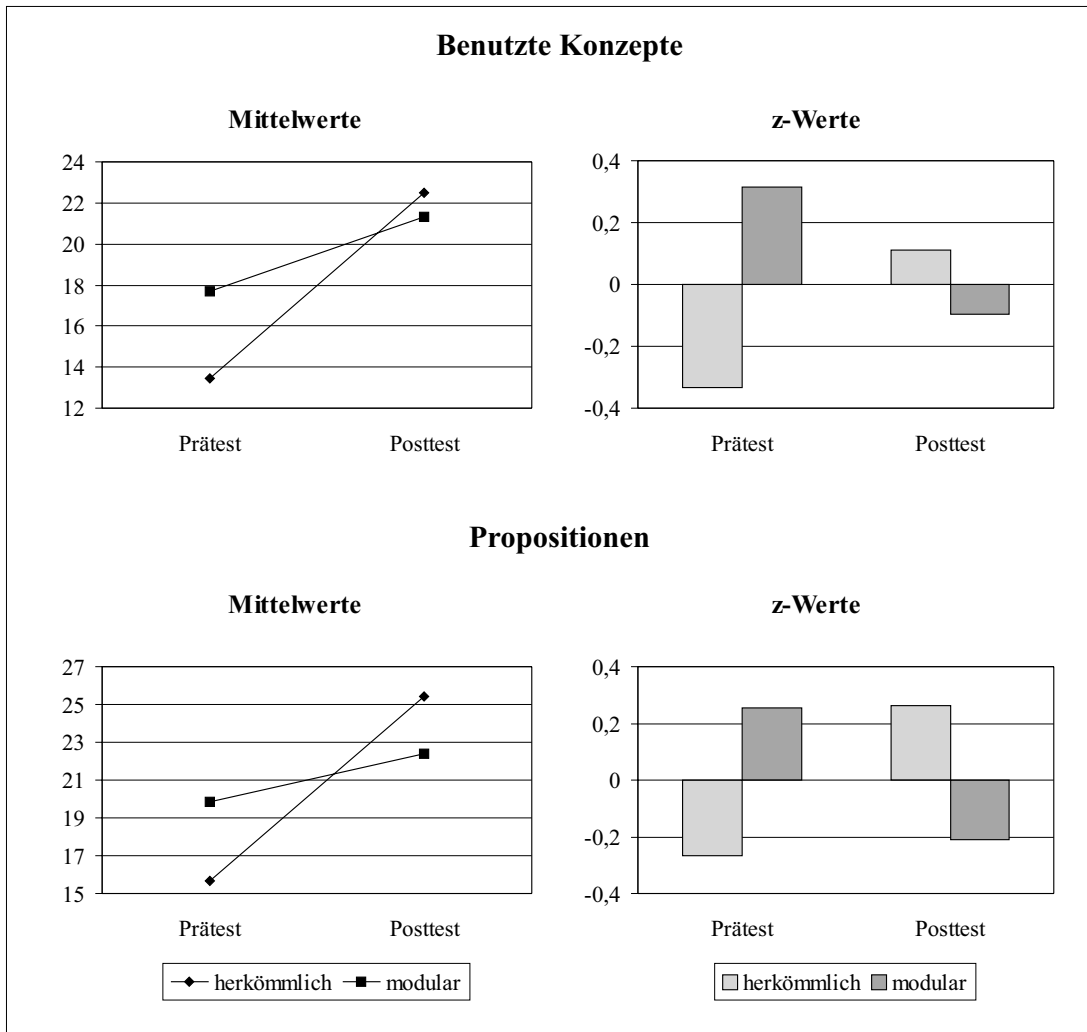 Benutzte Konzepte
Mittelwerte
24
22
20
18
16
14
12
Prätest Posttest
z-Werte
0,4
0,2
0
-0,2
-0,4
Prätest Posttest
Propositionen
Mittelwerte
27
25
23
21
19
17
15
Prätest Posttest
herkömmlich modular
z-Werte
0,4
0,2
0
-0,2
-0,4
Prätest Posttest
herkömmlich modular